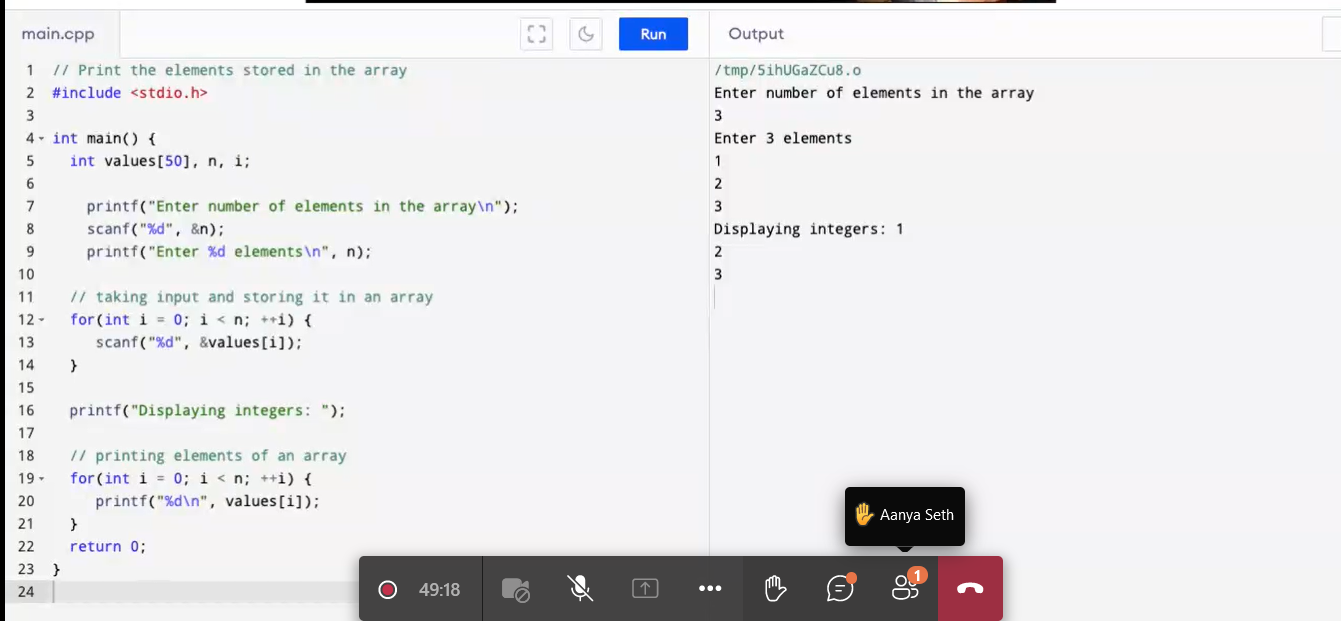 main.cpp
Run
1 // Print the elements stored in the array
2 #include <stdio.h>
3
4 int main() {
5 int values[50], n, i;
6
7 printf("Enter number of elements in the array\n");
8 scanf("%d", &n);
9 printf("Enter %d elements\n", n);
10
11 // taking input and storing it in an array
12 for(int i = 0; i < n; ++i) {
13 scanf("%d", &values[i]);
14 }
15
16 printf("Displaying integers: ");
17
18 // printing elements of an array
19 for(int i = 0; i < n; ++i) {
20 printf("%d\n", values[i]);
21 }
22 return 0;
23 }
24
Output
/tmp/5ihUGaZCu8.o
Enter number of elements in the array
3
Enter 3 elements
1
2
3
Displaying integers: 1
2
3
Aanya Seth
49:18
1